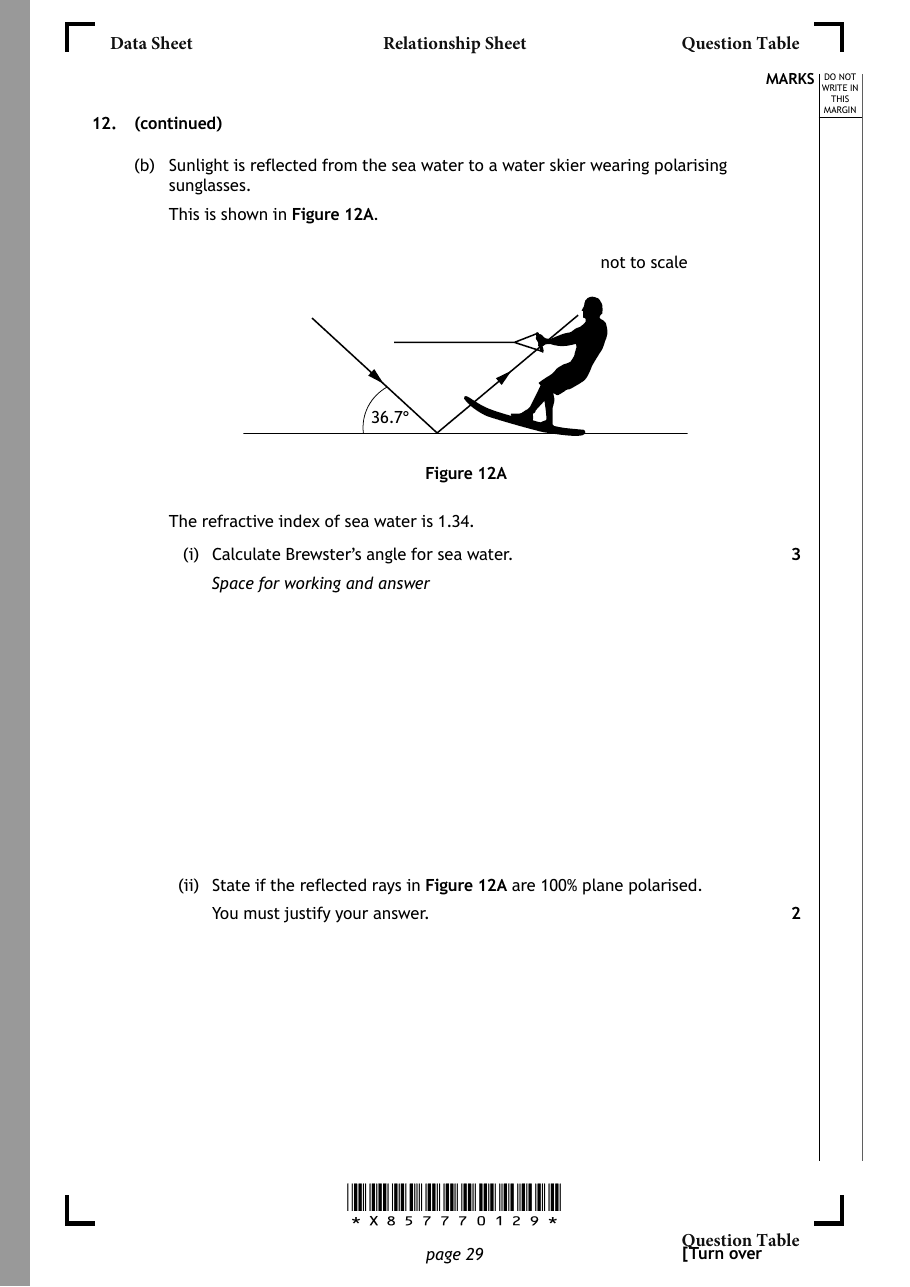 Data Sheet Relationship Sheet Question Table
MARKS
DO NOT
WRITE IN
THIS
MARGIN
12. (continued)
(b) Sunlight is reflected from the sea water to a water skier wearing polarising
sunglasses.
This is shown in Figure 12A.
not to scale
36.7°
Figure 12A
The refractive index of sea water is 1.34.
(i) Calculate Brewster’s angle for sea water. 3
Space for working and answer
(ii) State if the reflected rays in Figure 12A are 100% plane polarised.
You must justify your answer. 2
* X 8 5 7 7 7 0 1 2 9 *
Question Table
page 29 [Turn over